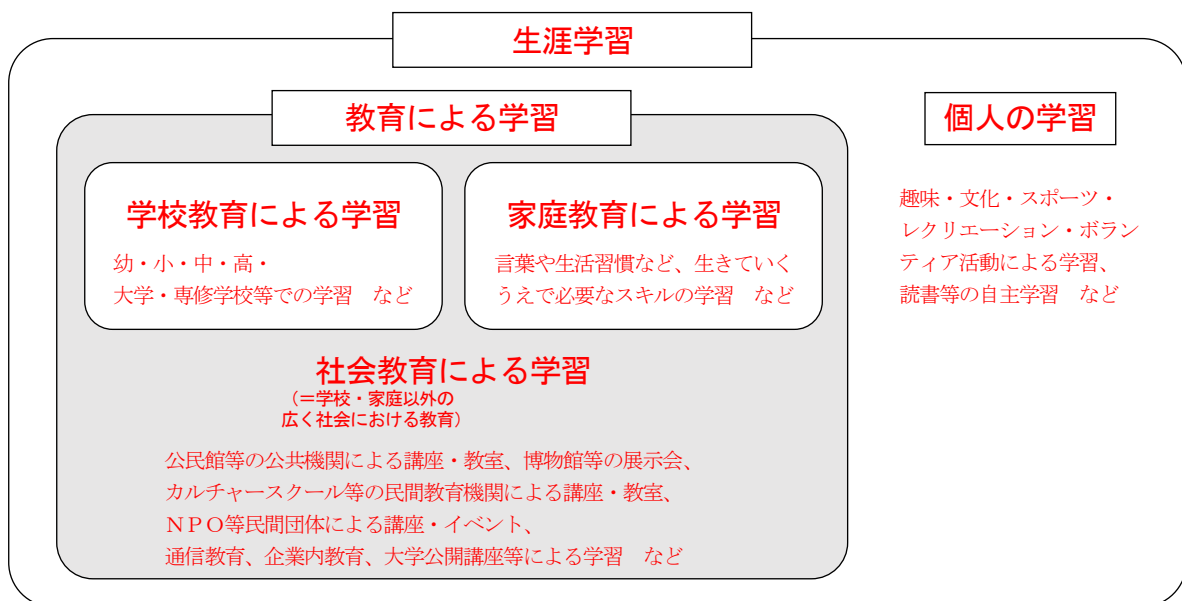 生涯学習
教育による学習
学校教育による学習
幼・小・中・高・
大学・専修学校等での学習　など
家庭教育による学習
言葉や生活習慣など、生きていく
うえで必要なスキルの学習　など
社会教育による学習
（＝学校・家庭以外の
広く社会における教育）
公民館等の公共機関による講座・教室、博物館等の展示会、
カルチャースクール等の民間教育機関による講座・教室、
ＮＰＯ等民間団体による講座・イベント、
通信教育、企業内教育、大学公開講座等による学習　など
個人の学習
趣味・文化・スポーツ・
レクリエーション・ボラン
ティア活動による学習、
読書等の自主学習　など